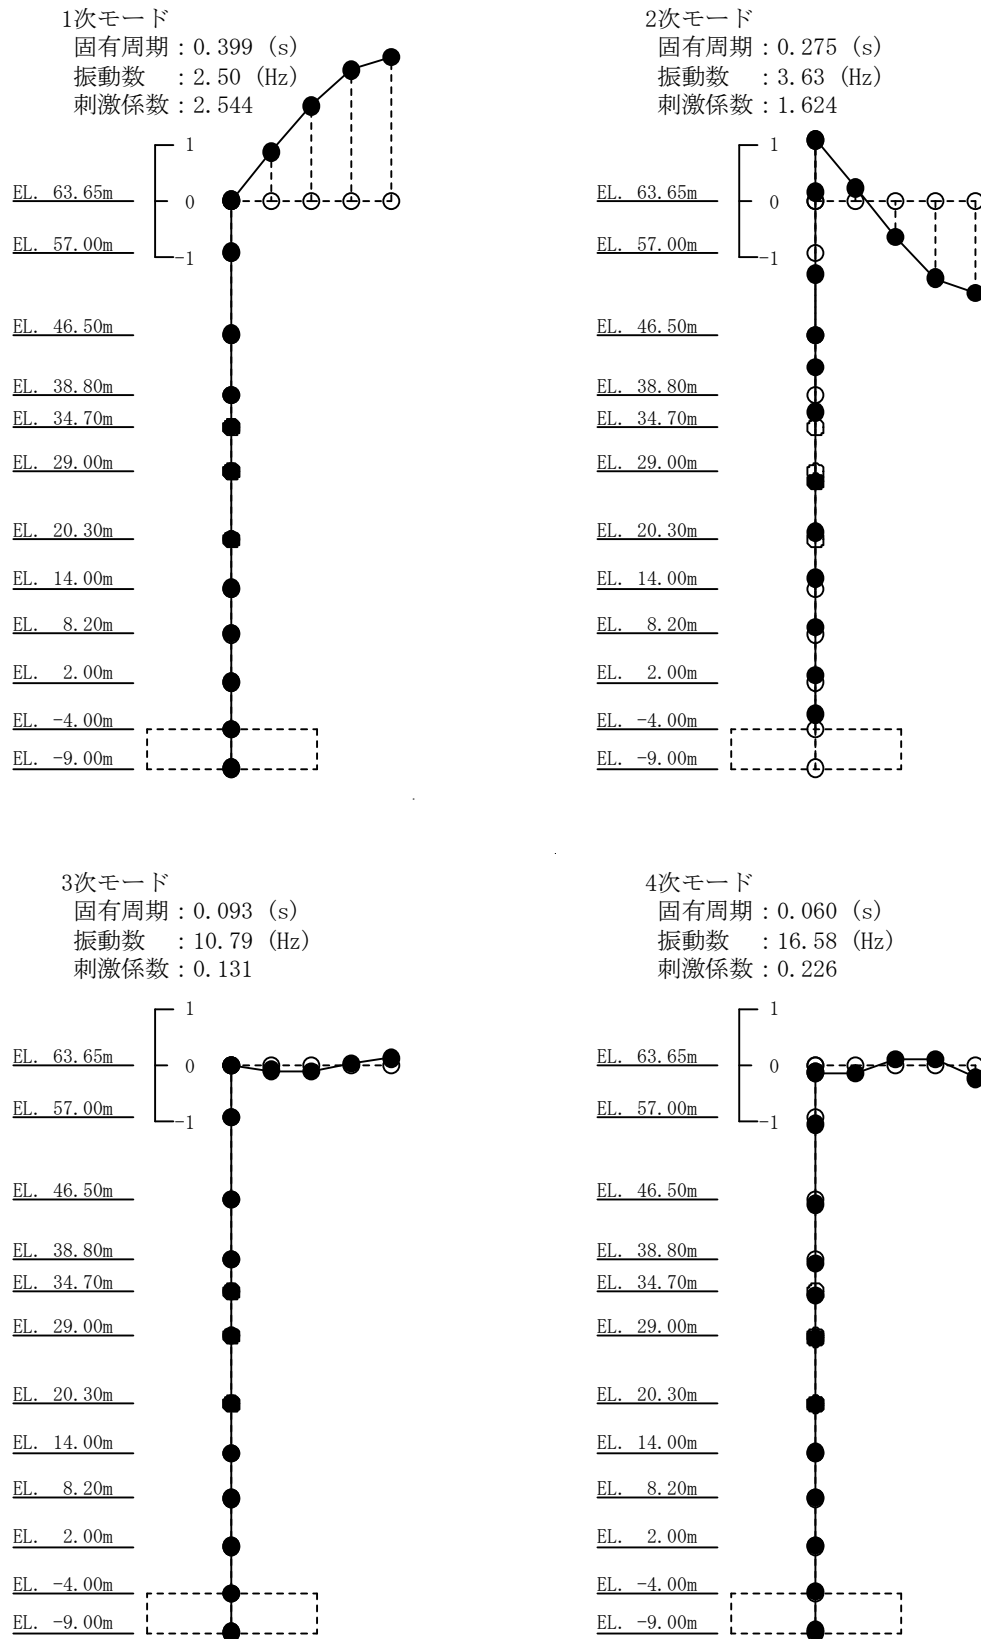 1次モード
固有周期：0.399 (s)
振動数　：2.50 (Hz)
刺激係数：2.544
1
0
-1
EL. 63.65m
EL. 57.00m
EL. 46.50m
EL. 38.80m
EL. 34.70m
EL. 29.00m
EL. 20.30m
EL. 14.00m
EL. 8.20m
EL. 2.00m
EL. -4.00m
EL. -9.00m
2次モード
固有周期：0.275 (s)
振動数　：3.63 (Hz)
刺激係数：1.624
1
0
-1
EL. 63.65m
EL. 57.00m
EL. 46.50m
EL. 38.80m
EL. 34.70m
EL. 29.00m
EL. 20.30m
EL. 14.00m
EL. 8.20m
EL. 2.00m
EL. -4.00m
EL. -9.00m
3次モード
固有周期：0.093 (s)
振動数　：10.79 (Hz)
刺激係数：0.131
1
0
-1
EL. 63.65m
EL. 57.00m
EL. 46.50m
EL. 38.80m
EL. 34.70m
EL. 29.00m
EL. 20.30m
EL. 14.00m
EL. 8.20m
EL. 2.00m
EL. -4.00m
EL. -9.00m
4次モード
固有周期：0.060 (s)
振動数　：16.58 (Hz)
刺激係数：0.226
1
0
-1
EL. 63.65m
EL. 57.00m
EL. 46.50m
EL. 38.80m
EL. 34.70m
EL. 29.00m
EL. 20.30m
EL. 14.00m
EL. 8.20m
EL. 2.00m
EL. -4.00m
EL. -9.00m